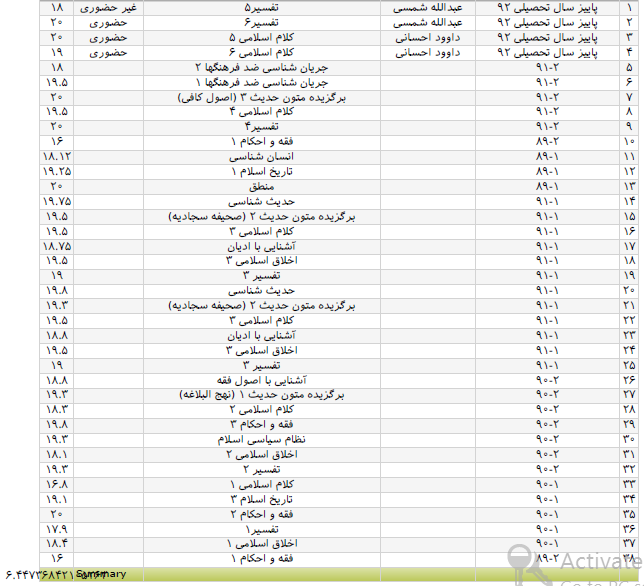 ۱ پاییز سال تحصیلی ۹۲ عبدالله شمسی تفسیر۵ غیر حضوری ۱۸
۲ پاییز سال تحصیلی ۹۲ عبدالله شمسی تفسیر۶ حضوری ۲۰
۳ پاییز سال تحصیلی ۹۲ داوود احسانی کلام اسلامی ۵ حضوری ۲۰
۴ پاییز سال تحصیلی ۹۲ داوود احسانی کلام اسلامی ۶ حضوری ۱۹
۵ ۹۱-۲ جریان شناسی ضد فرهنگها ۲ ۱۸
۶ ۹۱-۲ جریان شناسی ضد فرهنگها ۱ ۱۹.۵
۷ ۹۱-۲ برگزیده متون حدیث ۳ (اصول کافی) ۲۰
۸ ۹۱-۲ کلام اسلامی ۴ ۱۹.۵
۹ ۹۱-۲ تفسیر۴ ۲۰
۱۰ ۸۹-۲ فقه و احکام ۱ ۱۶
۱۱ ۸۹-۱ انسان شناسی ۱۸.۱۲
۱۲ ۸۹-۱ تاریخ اسلام ۱ ۱۹.۲۵
۱۳ ۸۹-۱ منطق ۲۰
۱۴ ۹۱-۱ حدیث شناسی ۱۹.۷۵
۱۵ ۹۱-۱ برگزیده متون حدیث ۲ (صحیفه سجادیه) ۱۹.۵
۱۶ ۹۱-۱ کلام اسلامی ۳ ۱۹.۵
۱۷ ۹۱-۱ آشنایی با ادیان ۱۸.۷۵
۱۸ ۹۱-۱ اخلاق اسلامی ۳ ۱۹.۵
۱۹ ۹۱-۱ تفسیر ۳ ۱۹
۲۰ ۹۱-۱ حدیث شناسی ۱۹.۸
۲۱ ۹۱-۱ برگزیده متون حدیث ۲ (صحیفه سجادیه) ۱۹.۳
۲۲ ۹۱-۱ کلام اسلامی ۳ ۱۹.۵
۲۳ ۹۱-۱ آشنایی با ادیان ۱۸.۸
۲۴ ۹۱-۱ اخلاق اسلامی ۳ ۱۹.۵
۲۵ ۹۱-۱ تفسیر ۳ ۱۹
۲۶ ۹۰-۲ آشنایی با اصول فقه ۱۸.۸
۲۷ ۹۰-۲ برگزیده متون حدیث ۱ (نهج البلاغه) ۱۹.۳
۲۸ ۹۰-۲ کلام اسلامی ۲ ۱۸.۳
۲۹ ۹۰-۲ فقه و احکام ۳ ۱۹.۸
۳۰ ۹۰-۲ نظام سیاسی اسلام ۱۹.۳
۳۱ ۹۰-۲ اخلاق اسلامی ۲ ۱۸.۱
۳۲ ۹۰-۲ تفسیر ۲ ۱۹.۳
۳۳ ۹۰-۱ کلام اسلامی ۱ ۱۶.۸
۳۴ ۹۰-۱ تاریخ اسلام ۳ ۱۹.۱
۳۵ ۹۰-۱ فقه و احکام ۲ ۲۰
۳۶ ۹۰-۱ تفسیر۱ ۱۷.۹
۳۷ ۹۰-۱ اخلاق اسلامی ۱ ۱۸.۴
۳۸ ۸۹-۲ فقه و احکام ۱ ۱۶
Summary
Activate